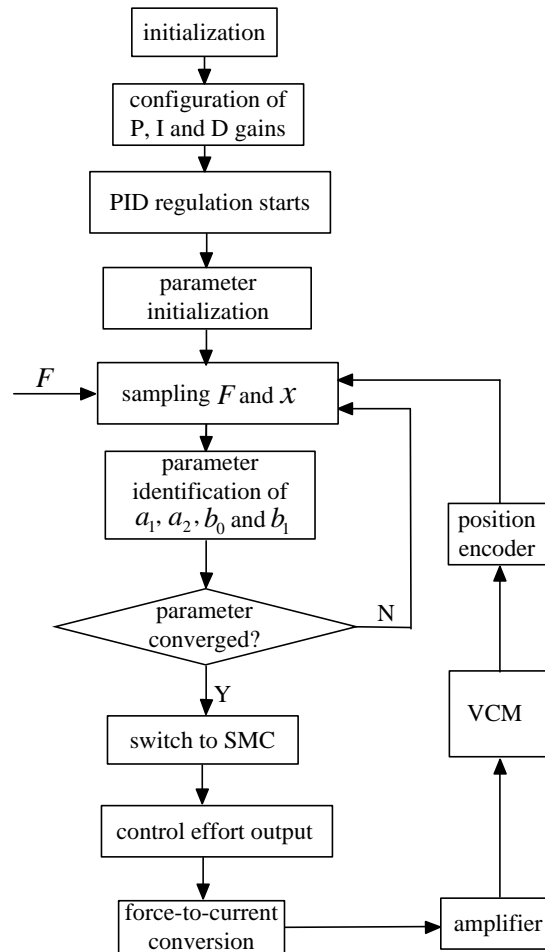 initialization
configuration of
P, I and D gains
PID regulation starts
parameter
initialization
F
sampling F and x
parameter
identification of
a₁, a₂, b₀ and b₁
position
encoder
parameter
converged?
N
Y
VCM
switch to SMC
control effort output
force-to-current
conversion
amplifier